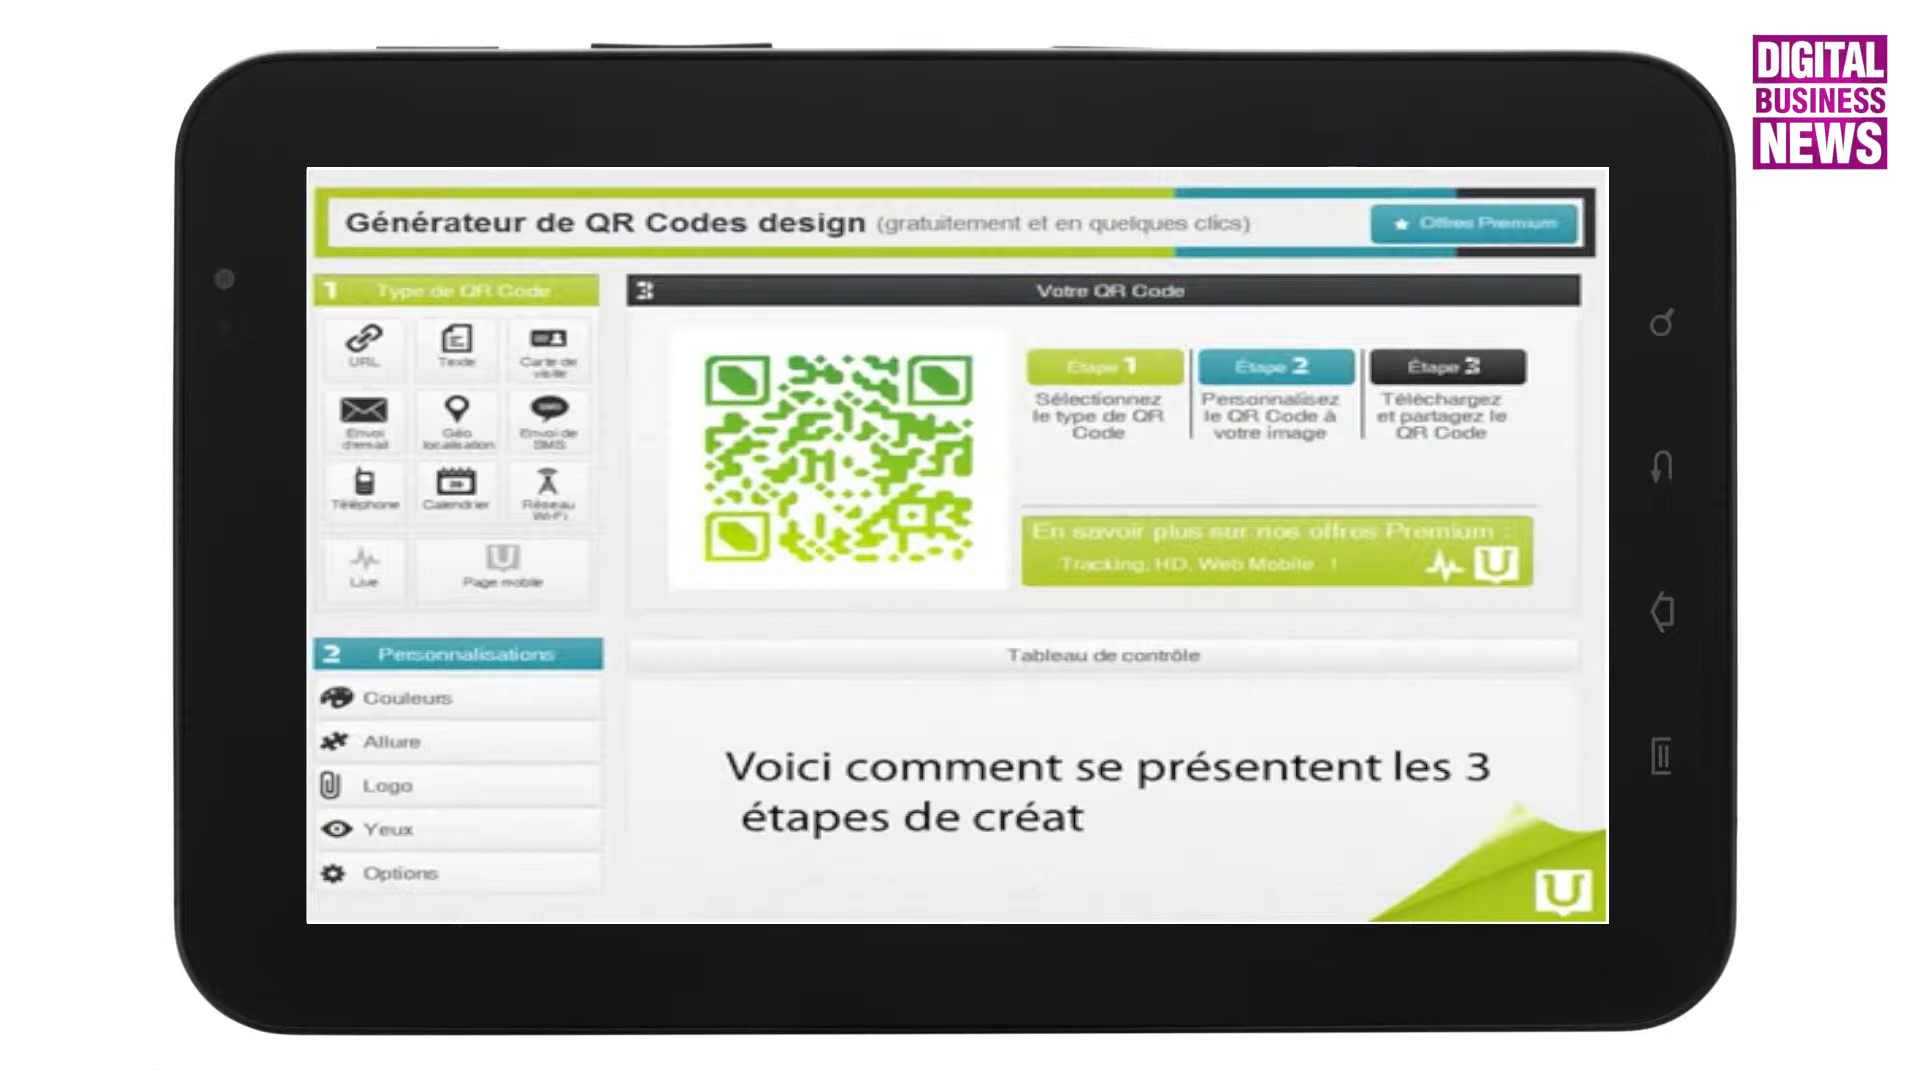 DIGITAL
BUSINESS
NEWS
Générateur de QR Codes design (gratuitement et en quelques clics)
Offres Premium
1 Type de QR Code
URL
Texte
Carte de
visite
Envoi
d'email
Géo
localisation
Envoi de
SMS
Téléphone
Calendrier
Réseau
Wi-Fi
Live
Page mobile
3 Votre QR Code
Étape 1
Sélectionnez
le type de QR
Code
Étape 2
Personnalisez
le QR Code à
votre image
Étape 3
Téléchargez
et partagez le
QR Code
En savoir plus sur nos offres Premium :
Tracking, HD, Web Mobile !
2 Personnalisations
Couleurs
Allure
Logo
Yeux
Options
Tableau de contrôle
Voici comment se présentent les 3
étapes de créat
U